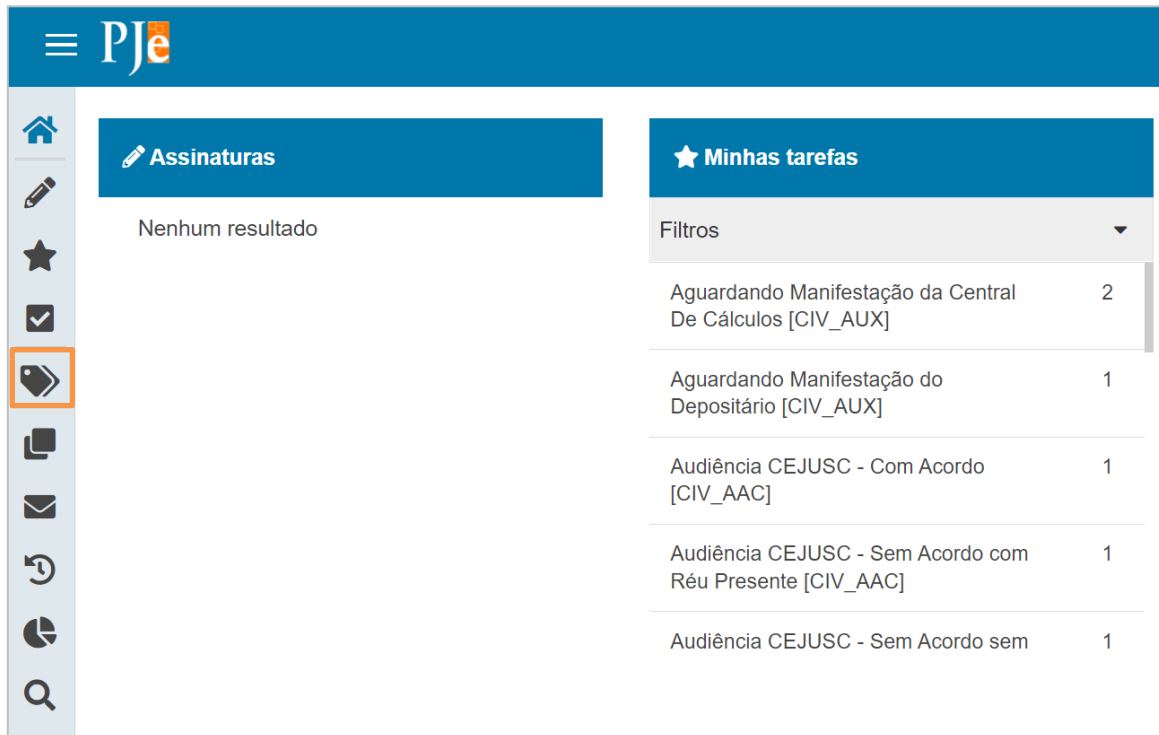 PJe
Assinaturas
Nenhum resultado
Minhas tarefas
Filtros
Aguardando Manifestação da Central 2
De Cálculos [CIV_AUX]
Aguardando Manifestação do 1
Depositário [CIV_AUX]
Audiência CEJUSC - Com Acordo 1
[CIV_AAC]
Audiência CEJUSC - Sem Acordo com 1
Réu Presente [CIV_AAC]
Audiência CEJUSC - Sem Acordo sem 1